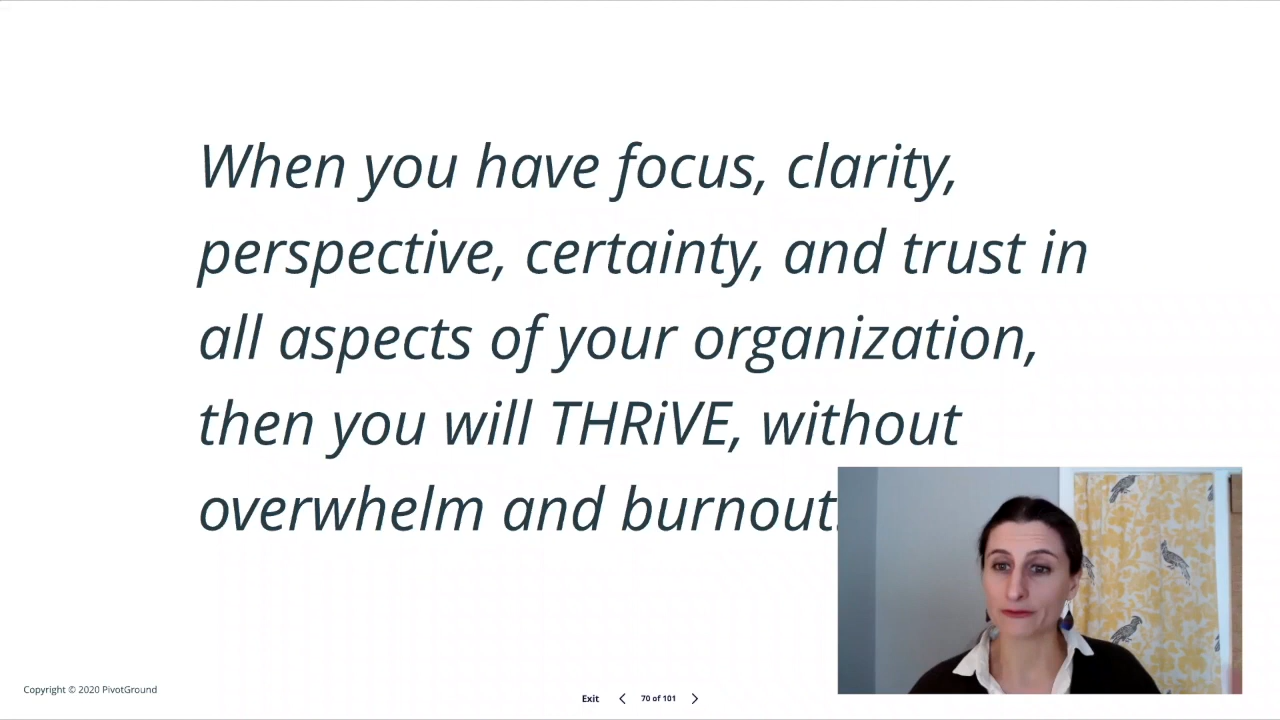 When you have focus, clarity,
perspective, certainty, and trust in
all aspects of your organization,
then you will THRiVE, without
overwhelm and burnout.
Copyright © 2020 PivotGround
Exit
70 of 101